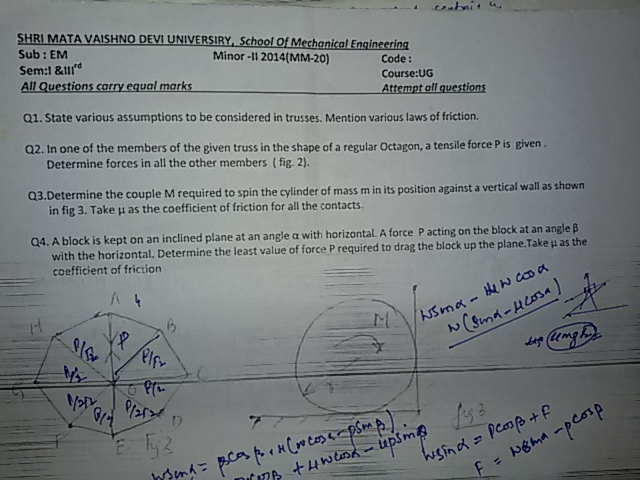 SHRI MATA VAISHNO DEVI UNIVERSIRY, School Of Mechanical Engineering
Sub : EM Minor -II 2014(MM-20) Code :
Sem:I &IIIrd Course:UG
All Questions carry equal marks Attempt all questions
Q1. State various assumptions to be considered in trusses. Mention various laws of friction.
Q2. In one of the members of the given truss in the shape of a regular Octagon, a tensile force P is given .
Determine forces in all the other members ( fig. 2).
Q3.Determine the couple M required to spin the cylinder of mass m in its position against a vertical wall as shown
in fig 3. Take μ as the coefficient of friction for all the contacts.
Q4. A block is kept on an inclined plane at an angle α with horizontal. A force P acting on the block at an angle β
with the horizontal. Determine the least value of force P required to drag the block up the plane.Take μ as the
coefficient of friction
A
H P B
P/√2 P/√2
G C
P/2
P/2√2 P/2√2
F D
E Fig 2
M
r
fig 3
wsinα - μwcosα
w(sinα-μcosα)
wsinα = pcosβ + μ(wcosα-psinβ)
+ μwcosα - μpsinβ
wsinα = pcosβ + F
F = wsinα - pcosβ